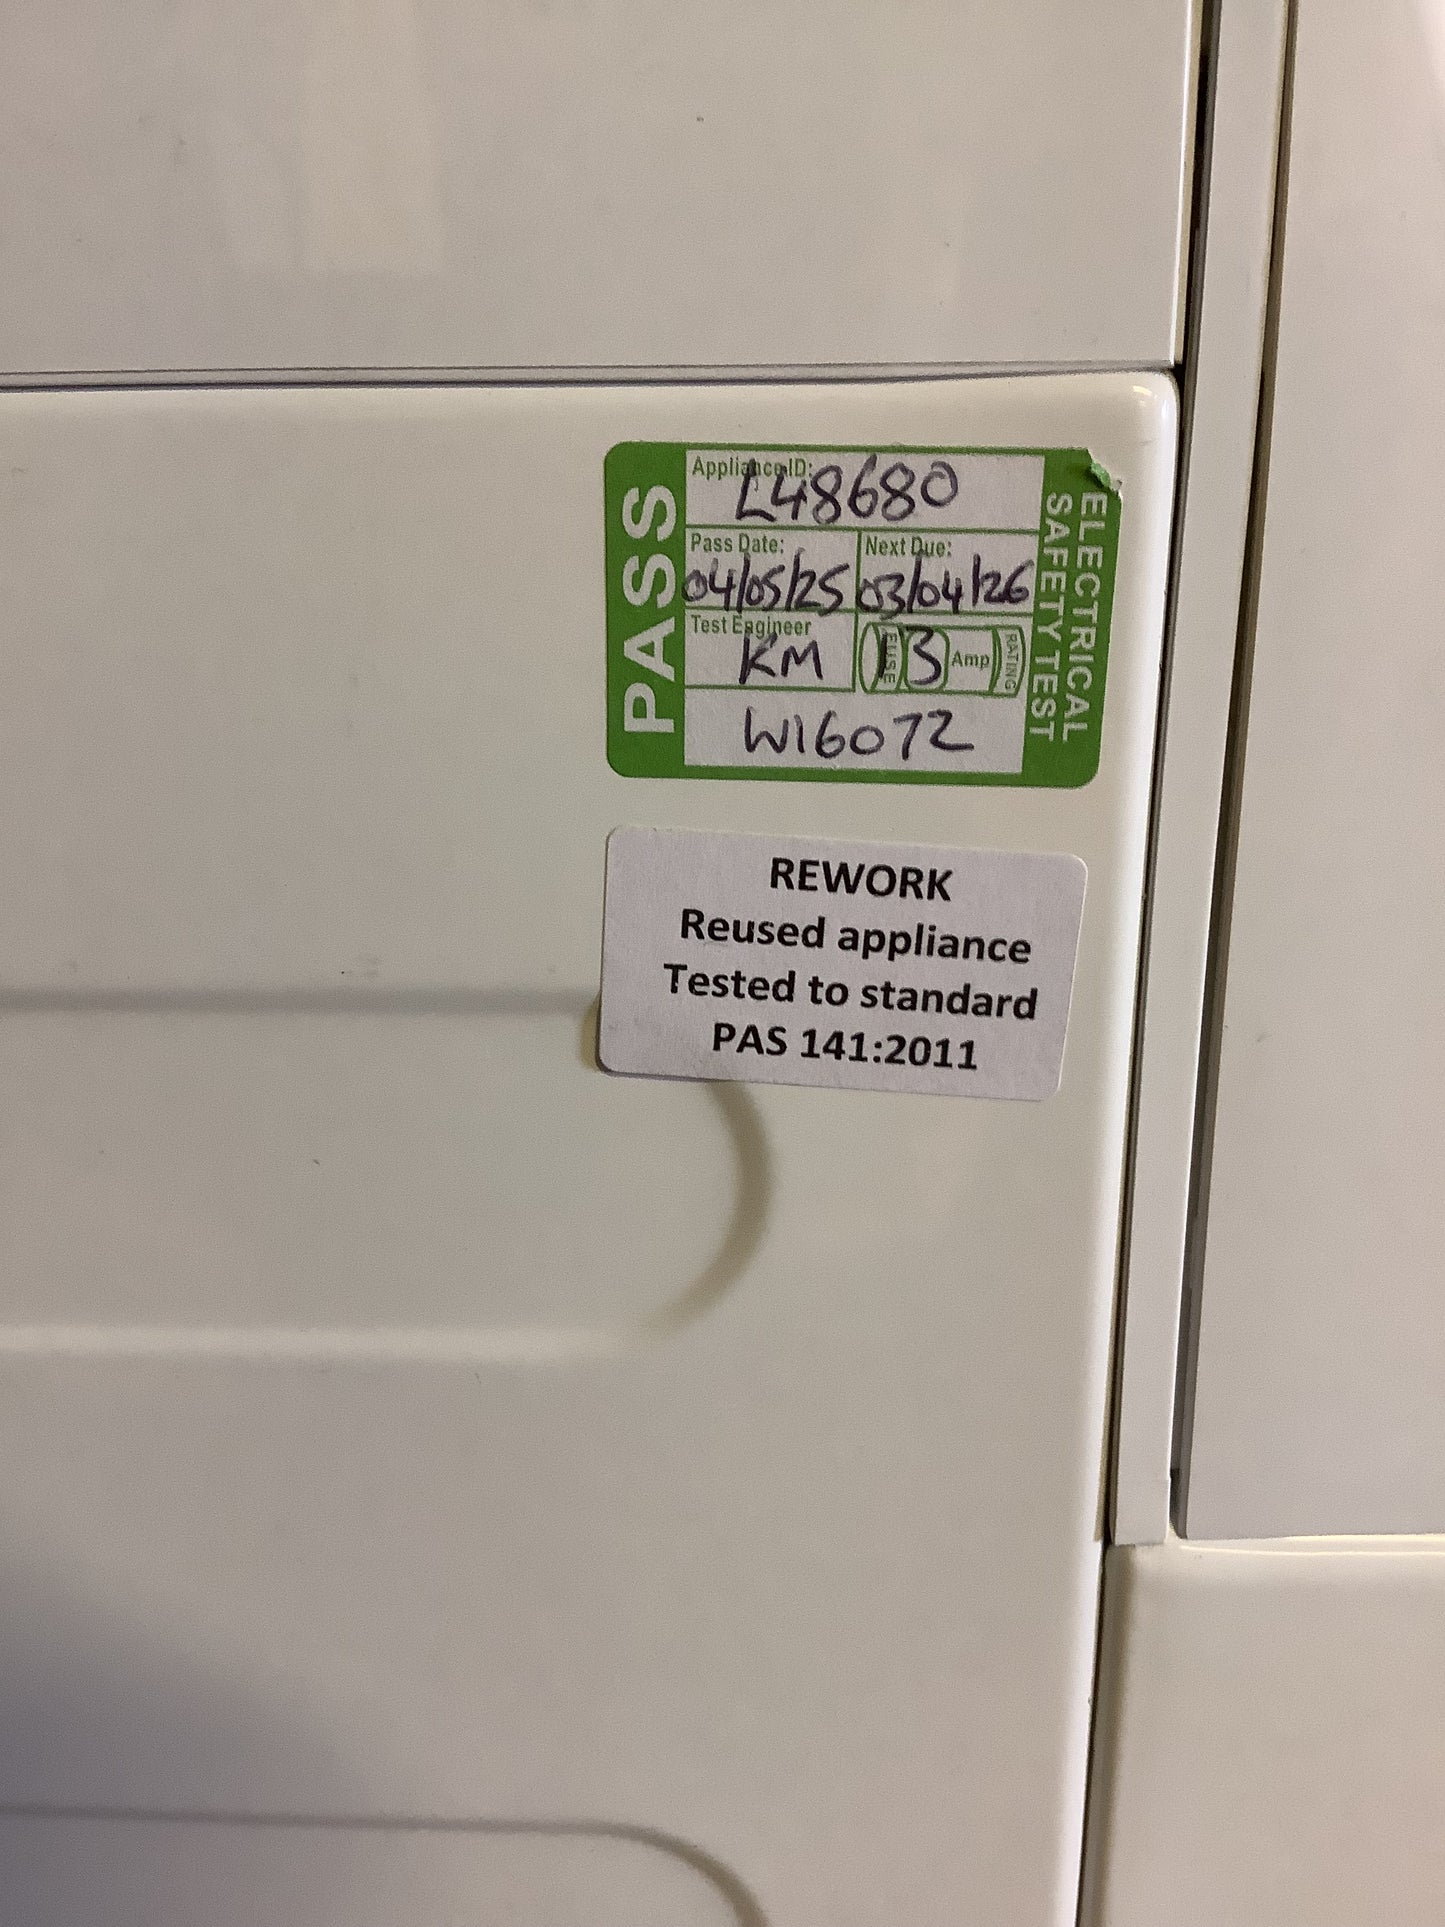 PASS
Appliance ID:
L48680
Pass Date:
04/05/25
Next Due:
03/04/26
Test Engineer
KM
FUSE
13
Amp
RATING
W16072
ELECTRICAL
SAFETY TEST
REWORK
Reused appliance
Tested to standard
PAS 141:2011